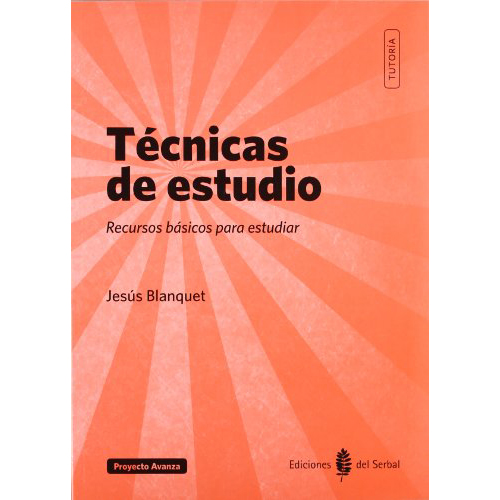 TUTORÍA
Técnicas
de estudio
Recursos básicos para estudiar
Jesús Blanquet
Proyecto Avanza
Ediciones del Serbal